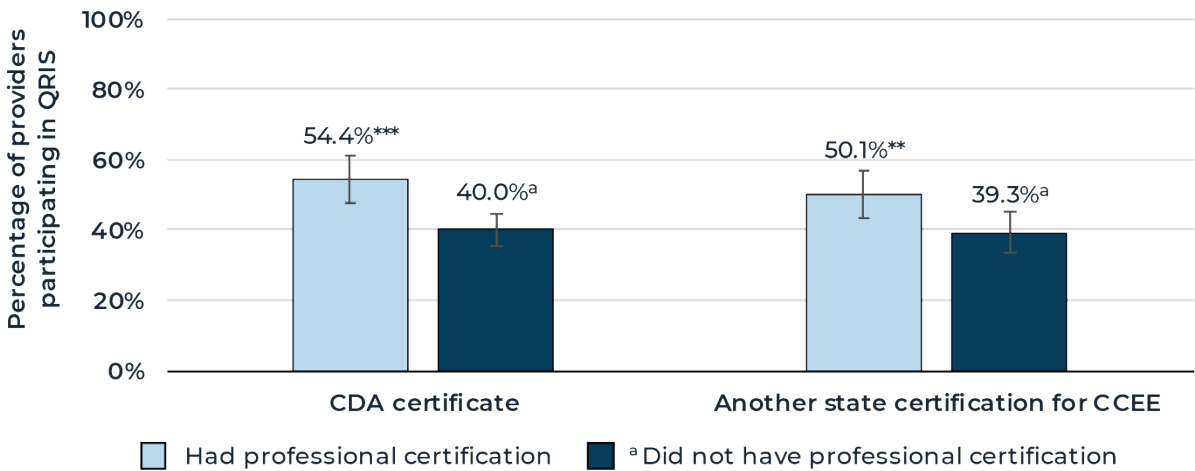 Percentage of providers
participating in QRIS
100%
80%
60%
40%
20%
0%
54.4%***
40.0%ᵃ
50.1%**
39.3%ᵃ
CDA certificate
Another state certification for CCEE
Had professional certification
ᵃ Did not have professional certification